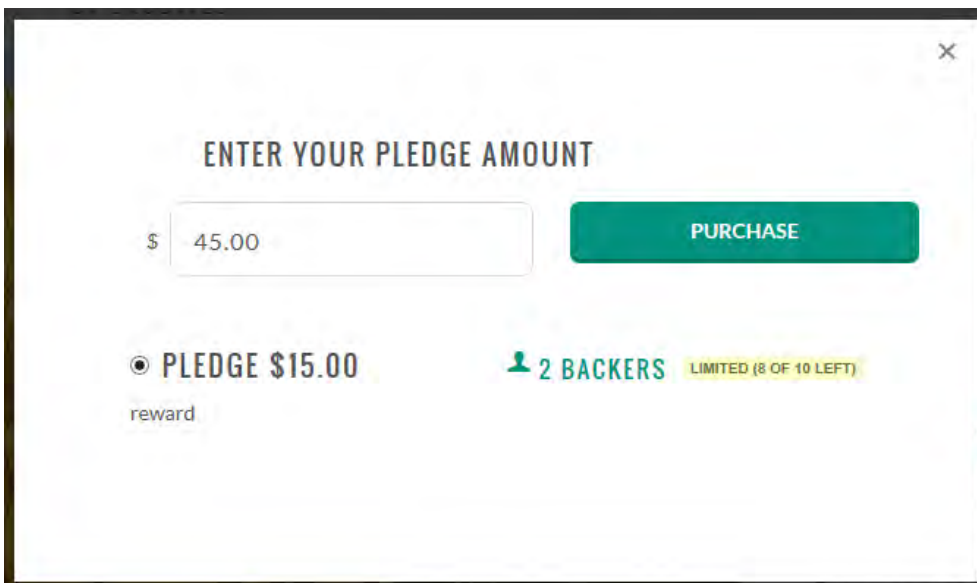 ENTER YOUR PLEDGE AMOUNT
$ 45.00
PURCHASE
PLEDGE $15.00
2 BACKERS LIMITED (8 OF 10 LEFT)
reward